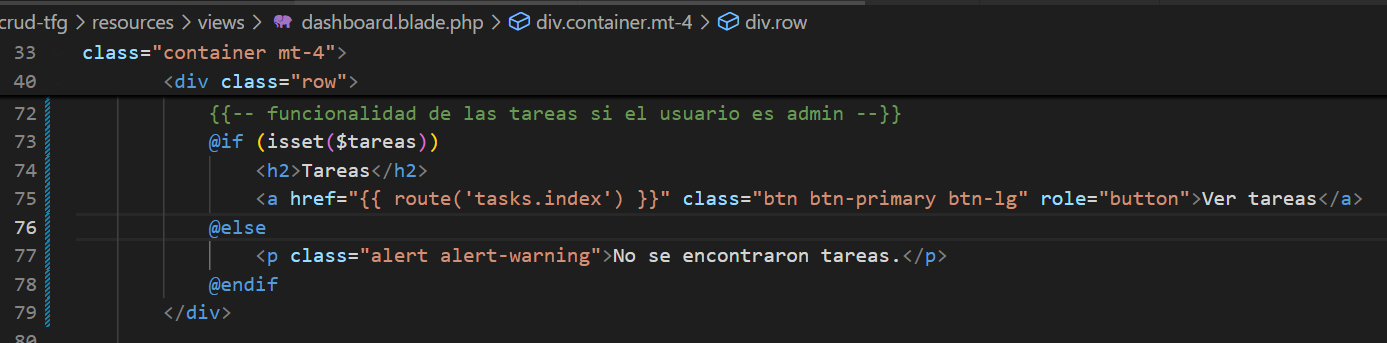 crud-tfg > resources > views > dashboard.blade.php > div.container.mt-4 > div.row
33 class="container mt-4">
40 <div class="row">
72 {{-- funcionalidad de las tareas si el usuario es admin --}}
73 @if (isset($tareas))
74 <h2>Tareas</h2>
75 <a href="{{ route('tasks.index') }}" class="btn btn-primary btn-lg" role="button">Ver tareas</a>
76 @else
77 <p class="alert alert-warning">No se encontraron tareas.</p>
78 @endif
79 </div>
80